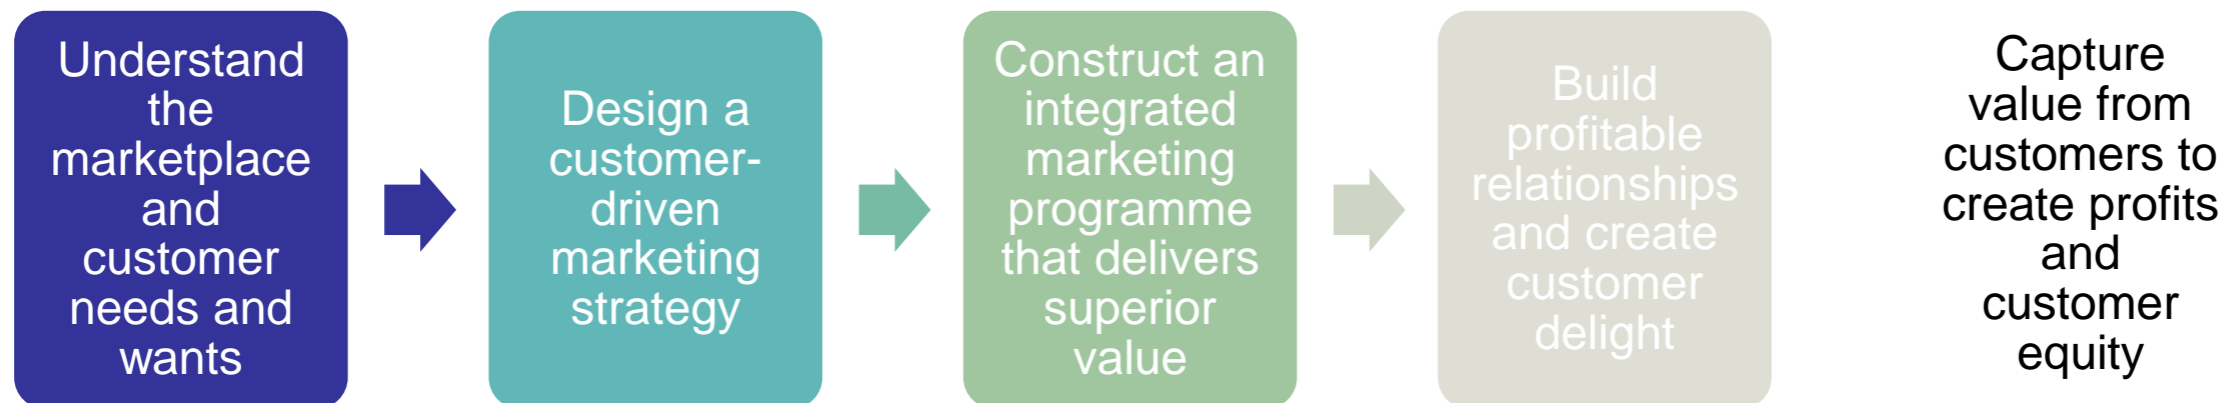 Understand
the
marketplace
and
customer
needs and
wants
Design a
customer-
driven
marketing
strategy
Construct an
integrated
marketing
programme
that delivers
superior
value
Build
profitable
relationships
and create
customer
delight
Capture
value from
customers to
create profits
and
customer
equity